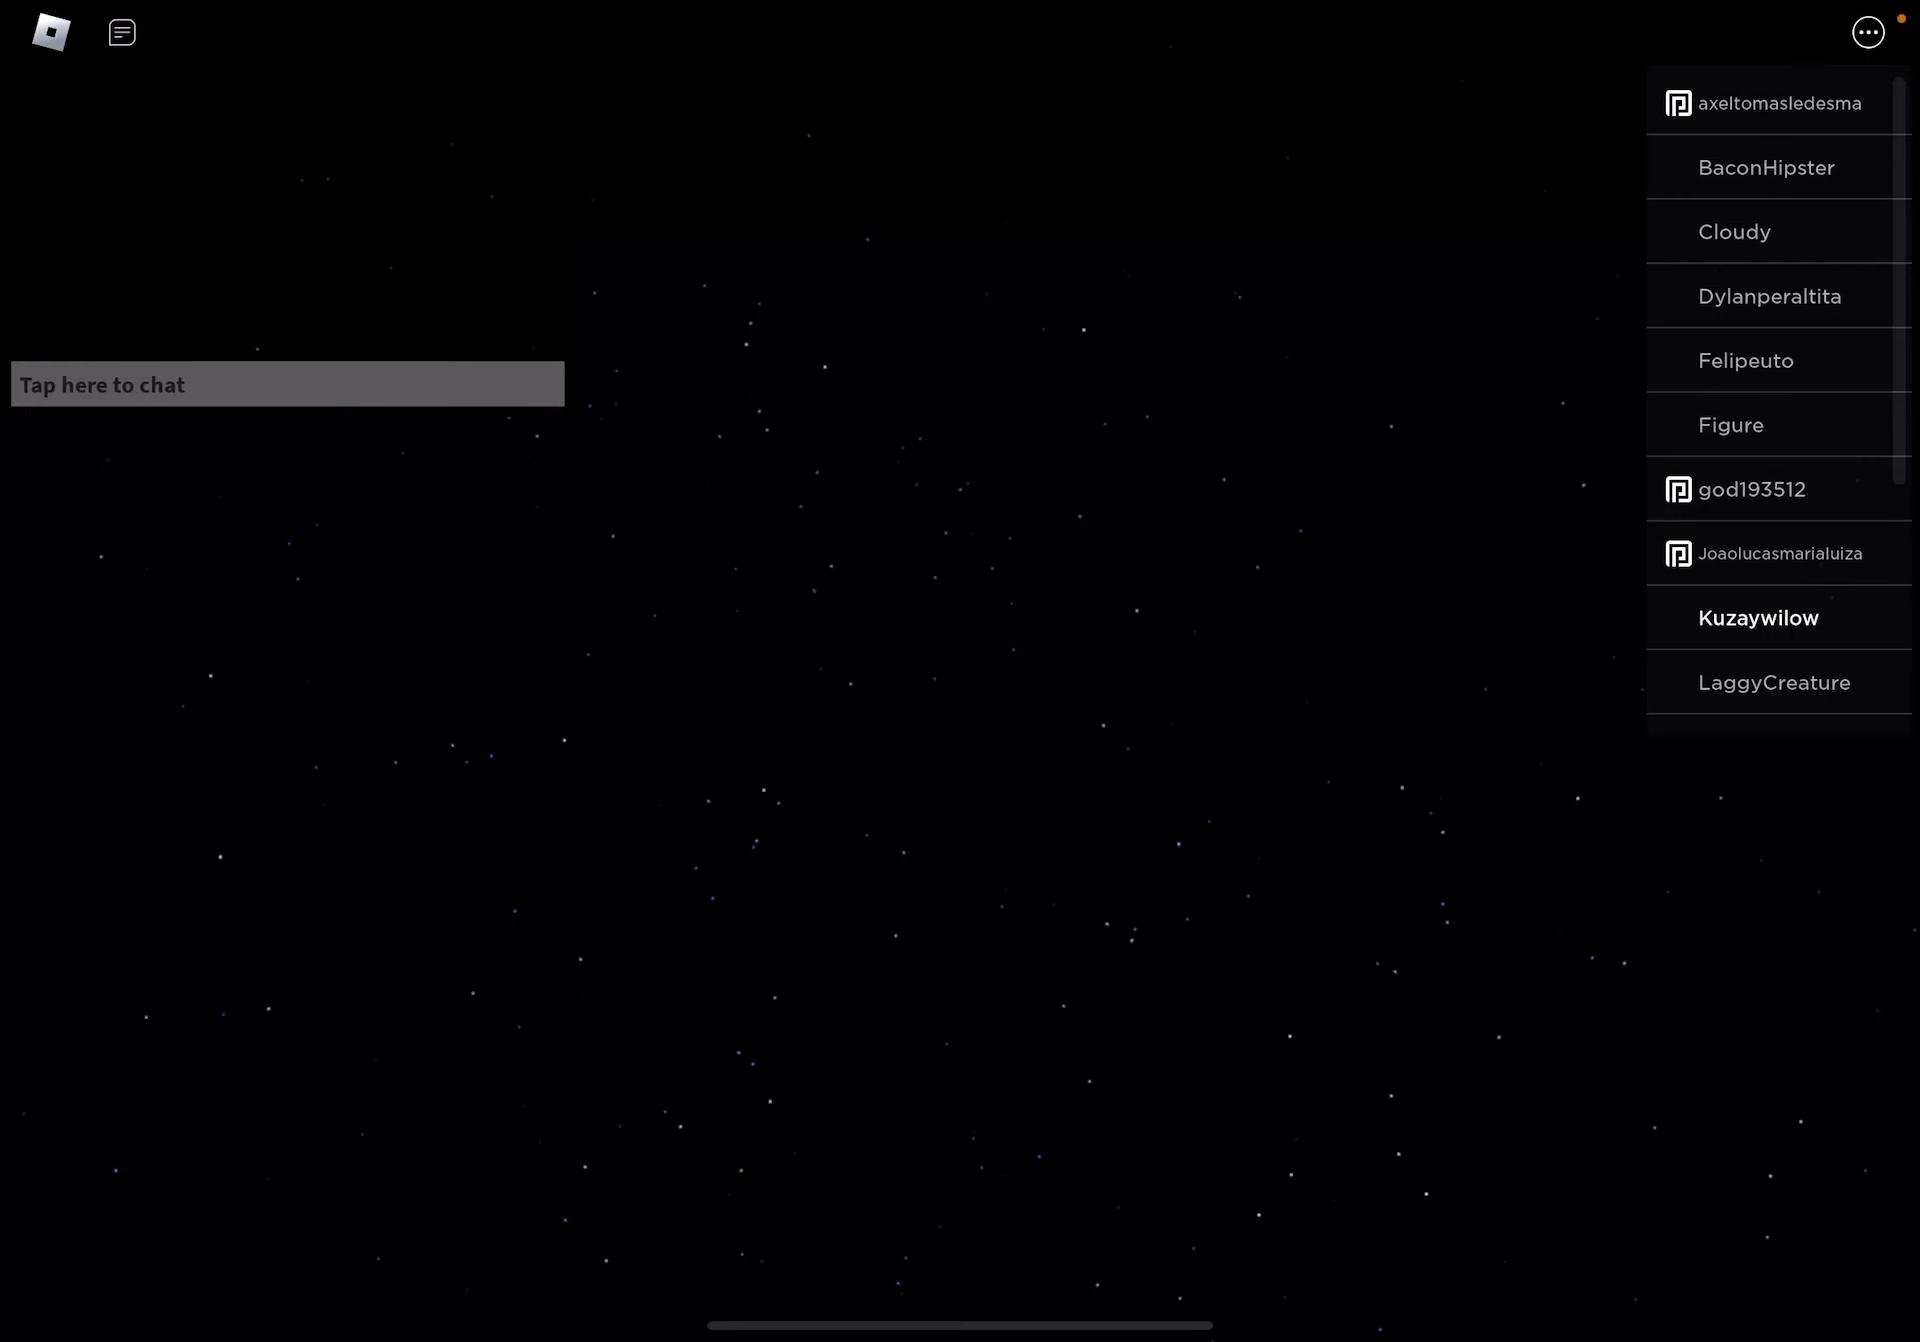 axeltomasledesma
BaconHipster
Cloudy
Dylanperaltita
Tap here to chat
Felipeuto
Figure
god193512
Joaolucasmarialuiza
Kuzaywilow
LaggyCreature